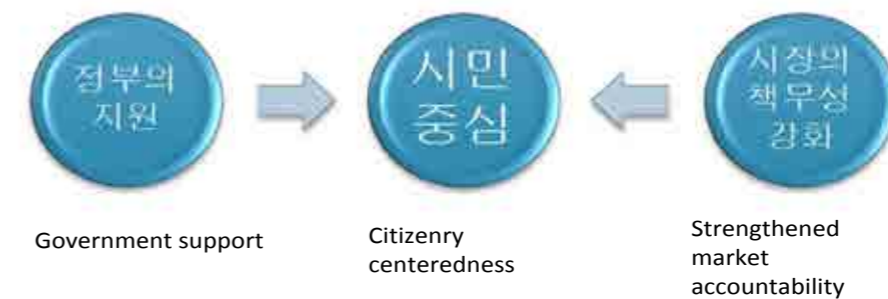 정부의
지원
시민
중심
시장의
책무성
강화
Government support
Citizenry
centeredness
Strengthened
market
accountability